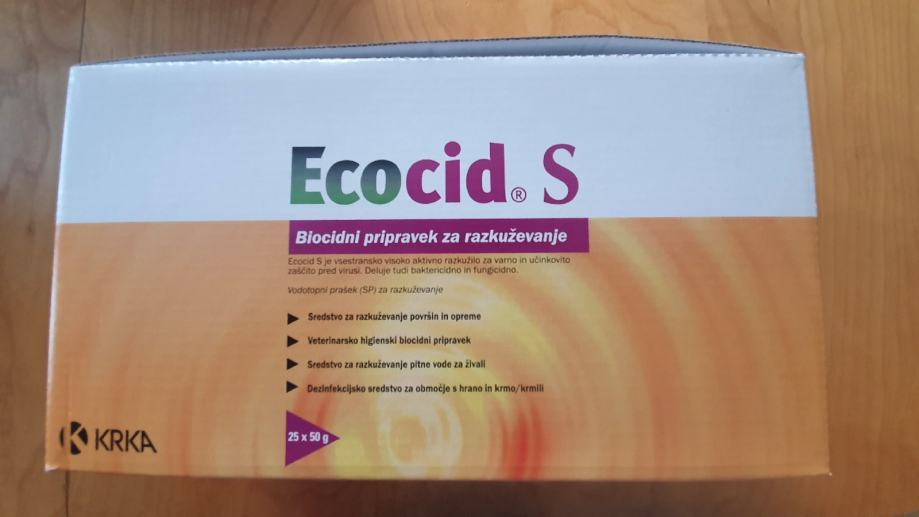 Ecocid® S
Biocidni pripravek za razkuževanje
Ecocid S je vsestransko visoko aktivno razkužilo za varno in učinkovito
zaščito pred virusi. Deluje tudi baktericidno in fungicidno.
Vodotopni prašek (SP) za razkuževanje
Sredstvo za razkuževanje površin in opreme
Veterinarsko higienski biocidni pripravek
Sredstvo za razkuževanje pitne vode za živali
Dezinfekcijsko sredstvo za območje s hrano in krmo/krmili
25 x 50 g
KRKA